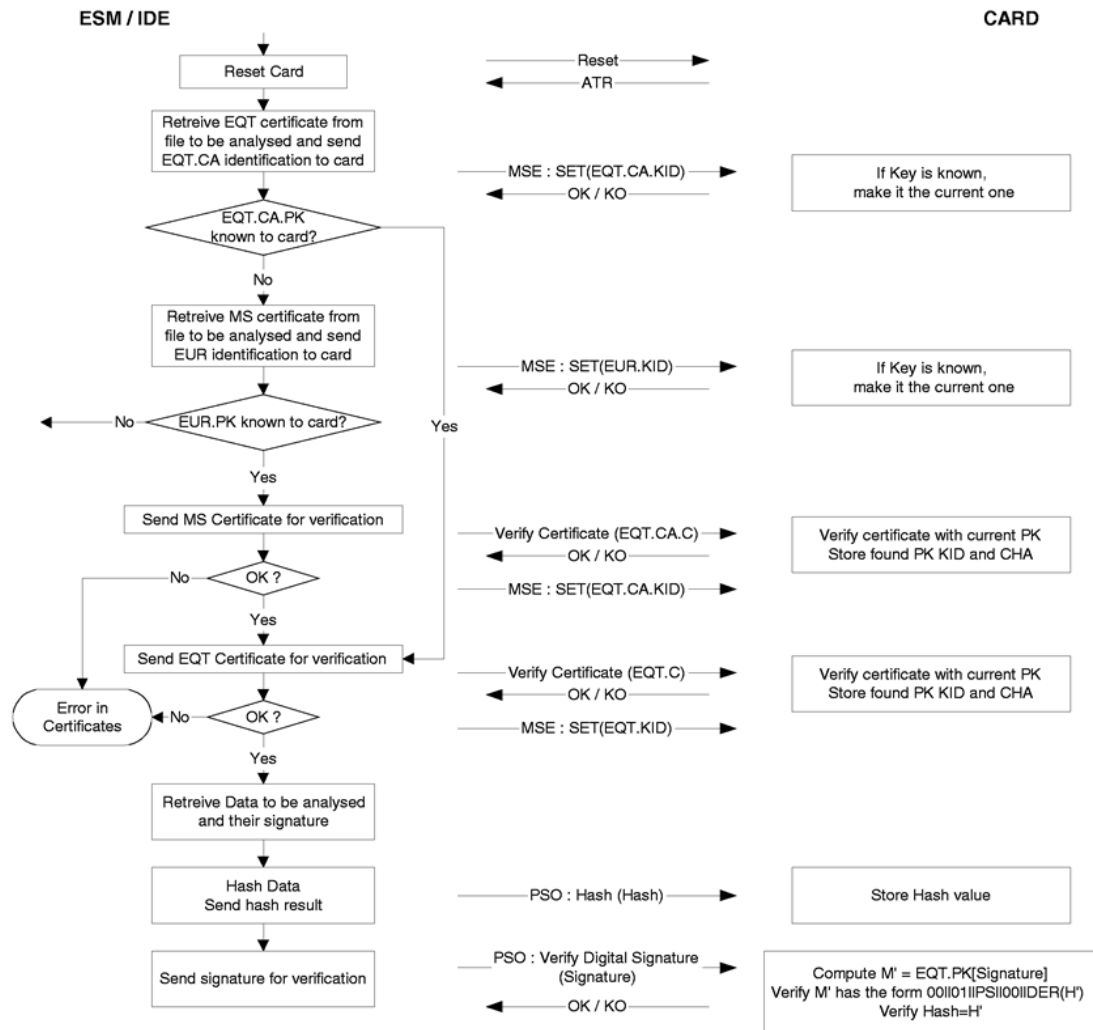 ESM / IDE
CARD
Reset Card
Reset
ATR
Retreive EQT certificate from
file to be analysed and send
EQT.CA identification to card
MSE : SET(EQT.CA.KID)
OK / KO
If Key is known,
make it the current one
EQT.CA.PK
known to card?
No
Retreive MS certificate from
file to be analysed and send
EUR identification to card
MSE : SET(EUR.KID)
OK / KO
If Key is known,
make it the current one
No
EUR.PK known to card?
Yes
Yes
Send MS Certificate for verification
Verify Certificate (EQT.CA.C)
OK / KO
Verify certificate with current PK
Store found PK KID and CHA
No
OK ?
MSE : SET(EQT.CA.KID)
Yes
Send EQT Certificate for verification
Verify Certificate (EQT.C)
OK / KO
Verify certificate with current PK
Store found PK KID and CHA
Error in
Certificates
No
OK ?
MSE : SET(EQT.KID)
Yes
Retreive Data to be analysed
and their signature
Hash Data
Send hash result
PSO : Hash (Hash)
Store Hash value
Send signature for verification
PSO : Verify Digital Signature
(Signature)
OK / KO
Compute M' = EQT.PK[Signature]
Verify M' has the form 00||01||PS||00||DER(H')
Verify Hash=H'